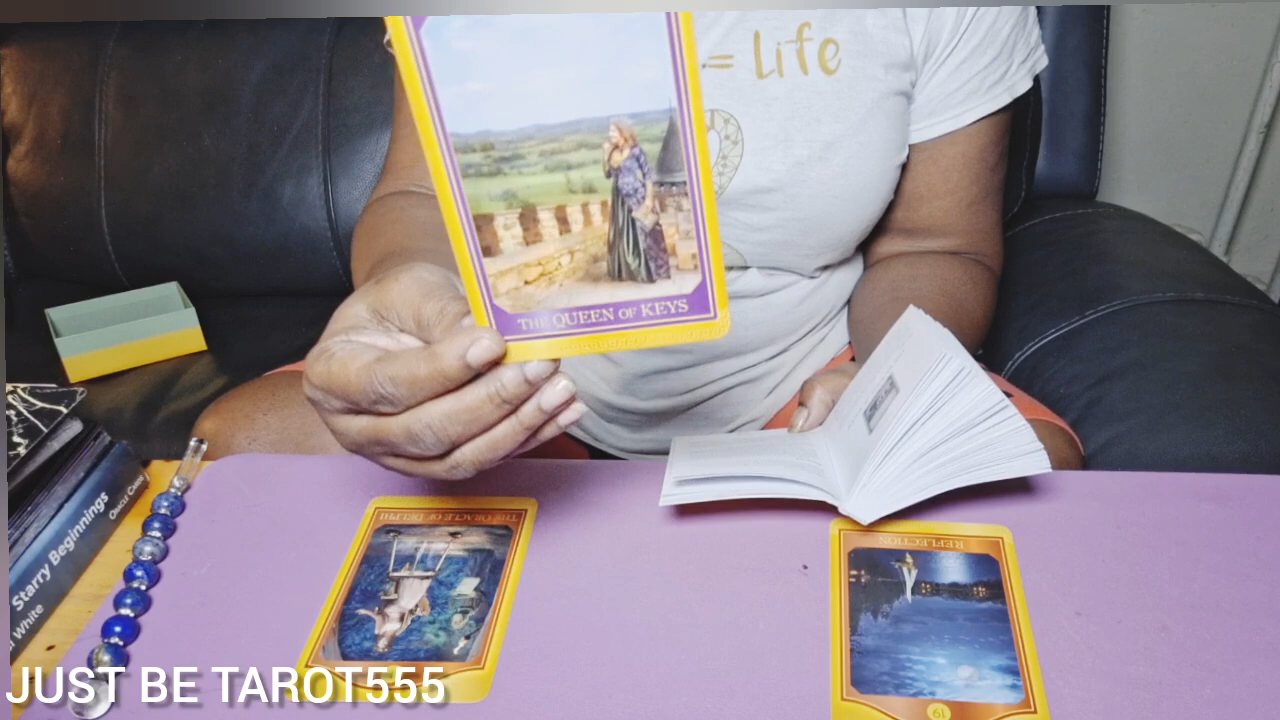 = Life
THE QUEEN OF KEYS
Starry Beginnings
ORACLE CARDS
White
THE ORACLE OF DELPHI
REFLECTION
19
JUST BE TAROT555